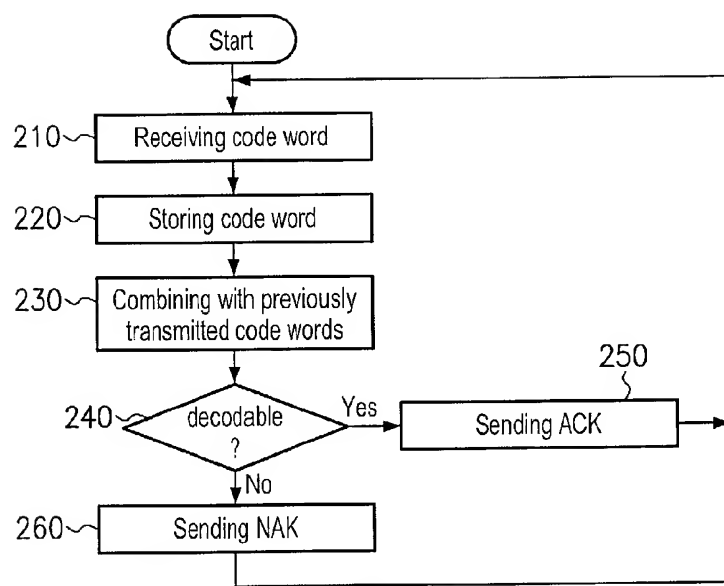 Start
210
Receiving code word
220
Storing code word
230
Combining with previously
transmitted code words
240
decodable
?
Yes
250
Sending ACK
No
260
Sending NAK